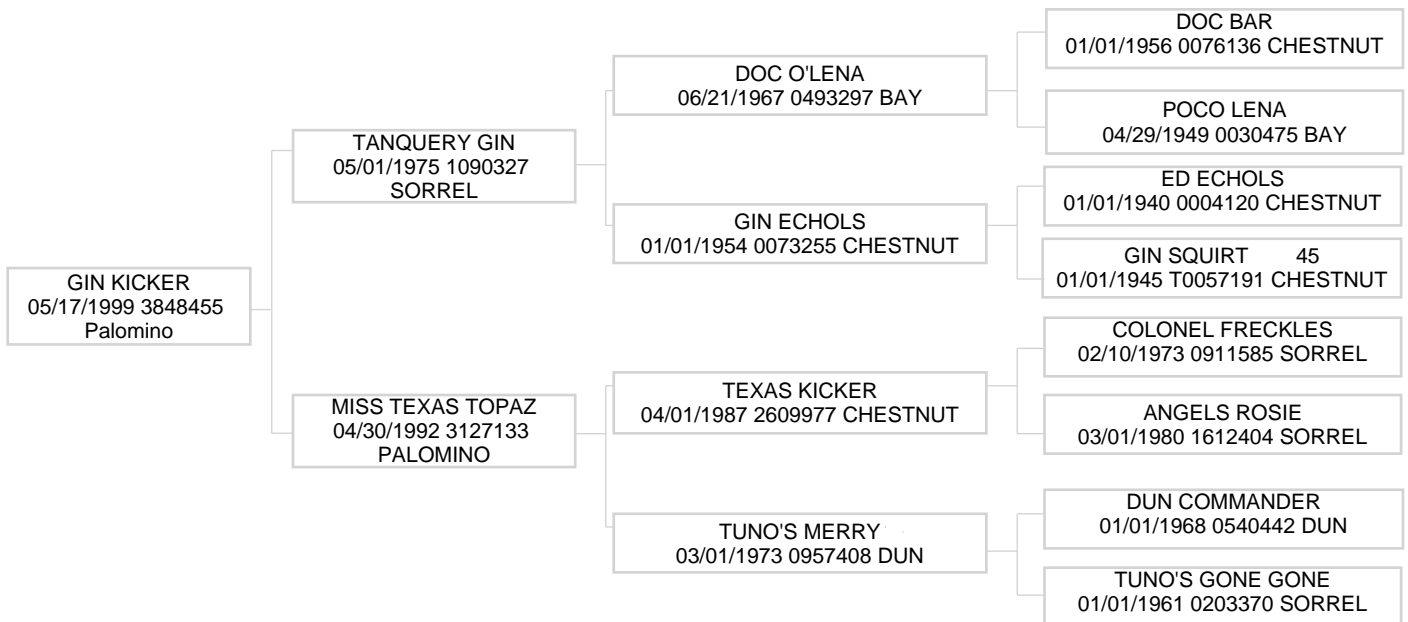 DOC BAR
01/01/1956 0076136 CHESTNUT
DOC O'LENA
06/21/1967 0493297 BAY
POCO LENA
04/29/1949 0030475 BAY
TANQUERY GIN
05/01/1975 1090327
SORREL
ED ECHOLS
01/01/1940 0004120 CHESTNUT
GIN ECHOLS
01/01/1954 0073255 CHESTNUT
GIN SQUIRT 45
01/01/1945 T0057191 CHESTNUT
GIN KICKER
05/17/1999 3848455
Palomino
COLONEL FRECKLES
02/10/1973 0911585 SORREL
TEXAS KICKER
04/01/1987 2609977 CHESTNUT
ANGELS ROSIE
03/01/1980 1612404 SORREL
MISS TEXAS TOPAZ
04/30/1992 3127133
PALOMINO
DUN COMMANDER
01/01/1968 0540442 DUN
TUNO'S MERRY
03/01/1973 0957408 DUN
TUNO'S GONE GONE
01/01/1961 0203370 SORREL